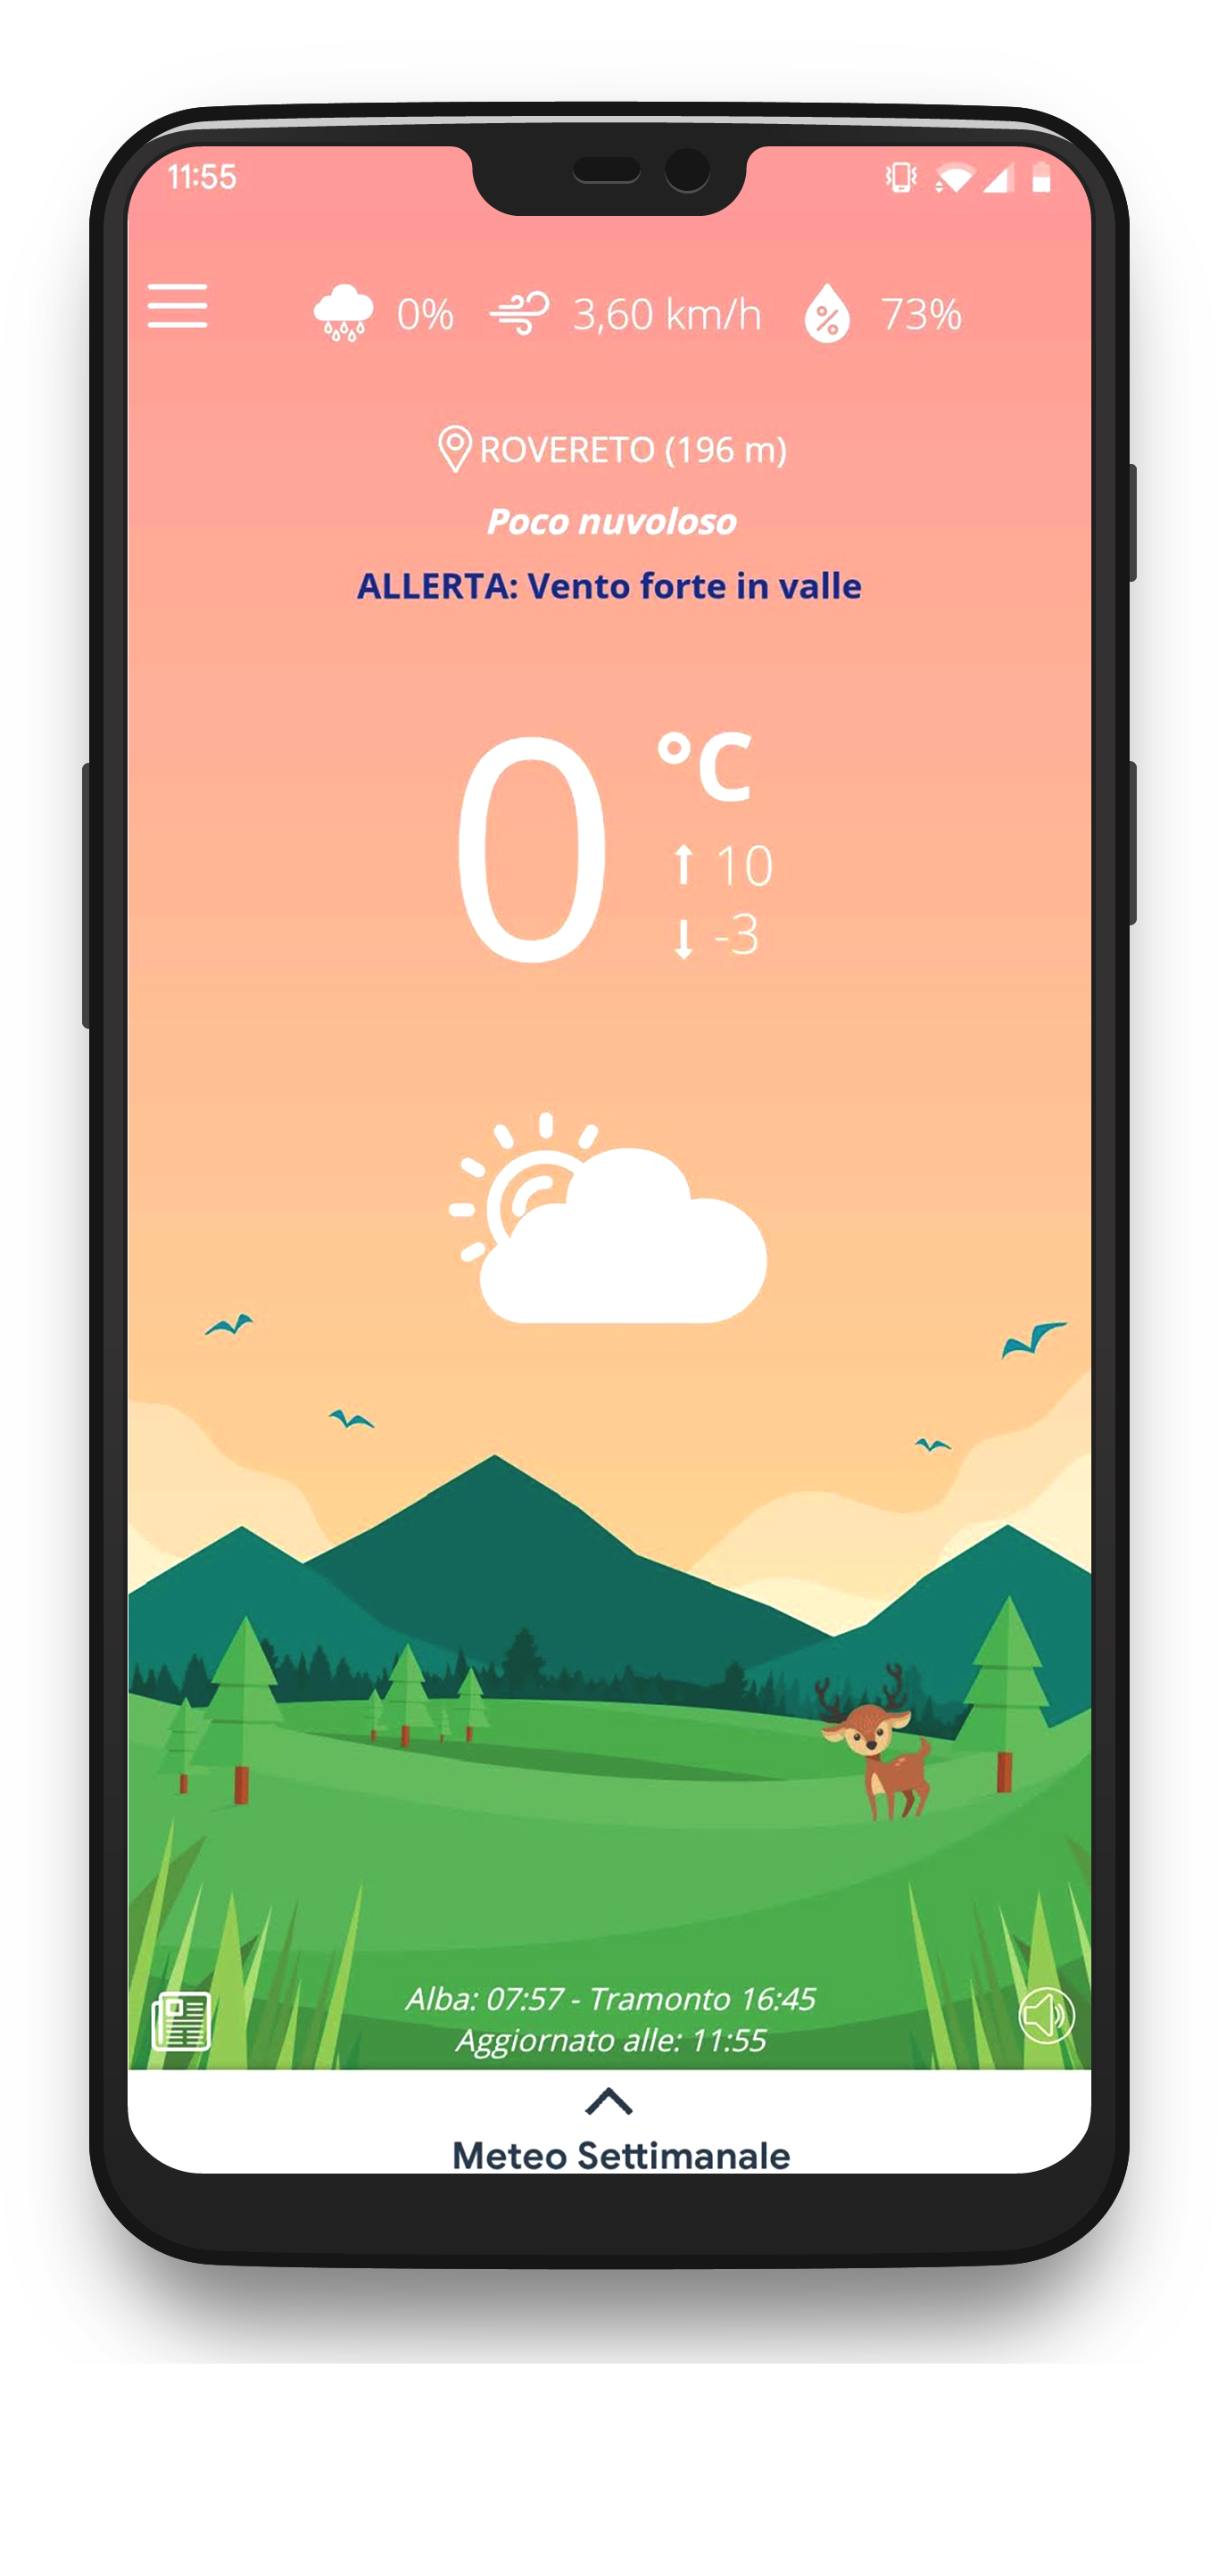 11:55
0% 3,60 km/h 73%
ROVERETO (196 m)
Poco nuvoloso
ALLERTA: Vento forte in valle
0 °C
10
-3
Alba: 07:57 - Tramonto 16:45
Aggiornato alle: 11:55
Meteo Settimanale